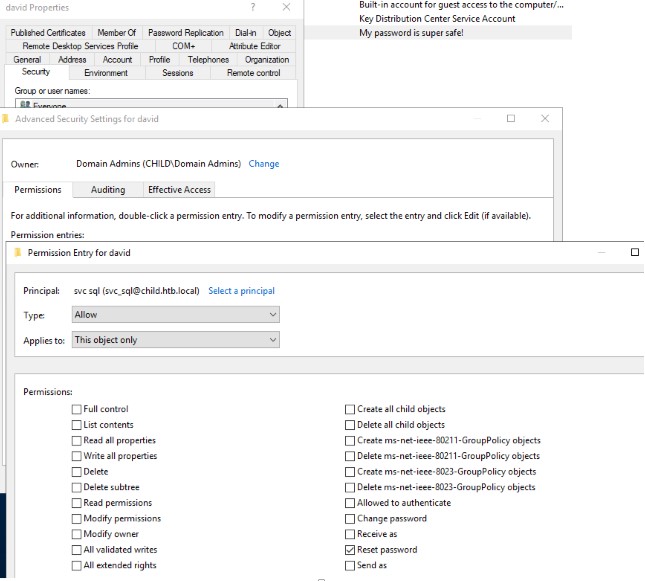 david Properties
?
Built-in account for guest access to the computer/...
Key Distribution Center Service Account
My password is super safe!
Published Certificates Member Of Password Replication Dial-in Object
Remote Desktop Services Profile COM+ Attribute Editor
General Address Account Profile Telephones Organization
Security Environment Sessions Remote control
Group or user names:
Everyone
Advanced Security Settings for david
Owner: Domain Admins (CHILD\Domain Admins) Change
Permissions Auditing Effective Access
For additional information, double-click a permission entry. To modify a permission entry, select the entry and click Edit (if available).
Permission entries:
Permission Entry for david
Principal: svc sql (svc_sql@child.htb.local) Select a principal
Type: Allow
Applies to: This object only
Permissions:
Full control Create all child objects
List contents Delete all child objects
Read all properties Create ms-net-ieee-80211-GroupPolicy objects
Write all properties Delete ms-net-ieee-80211-GroupPolicy objects
Delete Create ms-net-ieee-8023-GroupPolicy objects
Delete subtree Delete ms-net-ieee-8023-GroupPolicy objects
Read permissions Allowed to authenticate
Modify permissions Change password
Modify owner Receive as
All validated writes Reset password
All extended rights Send as